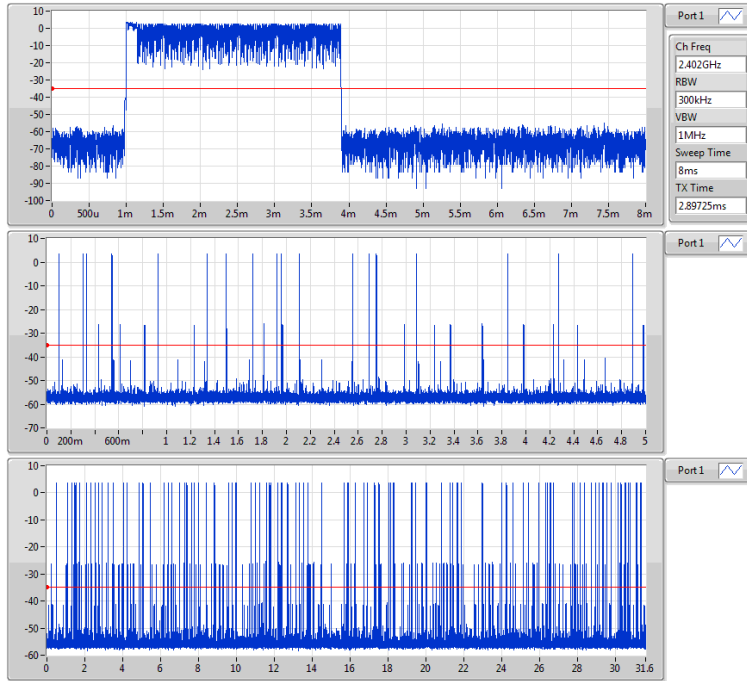 10
0
-10
-20
-30
-40
-50
-60
-70
-80
-90
-100
0 500u 1m 1.5m 2m 2.5m 3m 3.5m 4m 4.5m 5m 5.5m 6m 6.5m 7m 7.5m 8m
Port 1
Ch Freq
2.402GHz
RBW
300kHz
VBW
1MHz
Sweep Time
8ms
TX Time
2.89725ms
10
0
-10
-20
-30
-40
-50
-60
-70
0 200m 600m 1 1.2 1.4 1.6 1.8 2 2.2 2.4 2.6 2.8 3 3.2 3.4 3.6 3.8 4 4.2 4.4 4.6 4.8 5
Port 1
10
0
-10
-20
-30
-40
-50
-60
0 2 4 6 8 10 12 14 16 18 20 22 24 26 28 31.6
Port 1